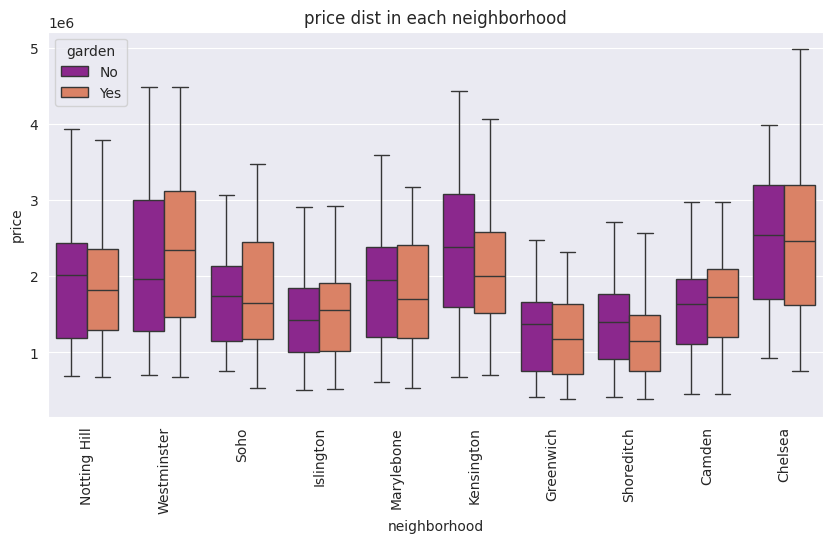 price dist in each neighborhood
1e6
garden
No
Yes
5
4
3
2
1
price
Notting Hill
Westminster
Soho
Islington
Marylebone
Kensington
Greenwich
Shoreditch
Camden
Chelsea
neighborhood